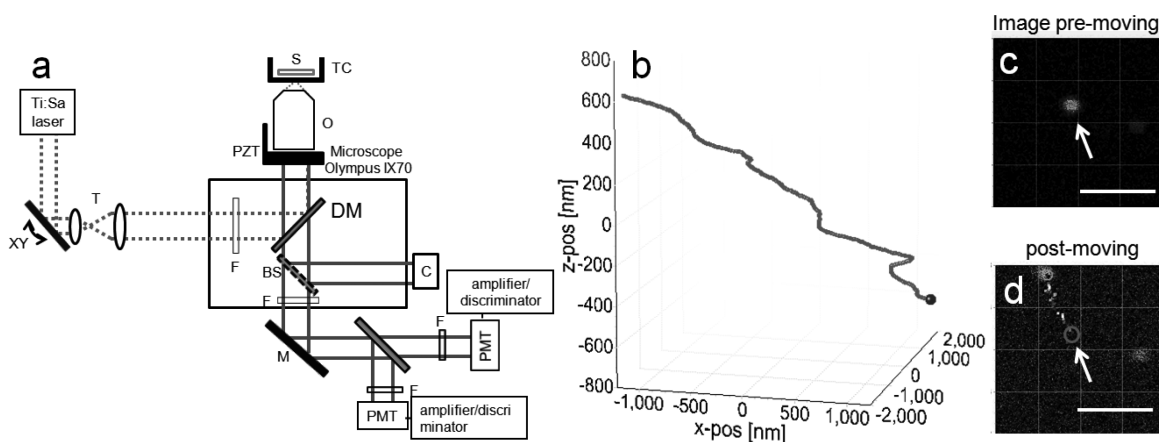 a
S
TC
Ti:Sa
laser
O
PZT
Microscope
Olympus IX70
T
DM
XY
F
BS
C
F
amplifier/
discriminator
F
M
PMT
F
PMT
amplifier/discri
minator
b
800
600
400
200
0
-200
-400
-600
-800
z-pos [nm]
-1,000
-500
0
500
1,000
x-pos [nm]
2,000
1,000
0
-1,000
-2,000
Image pre-moving
c
post-moving
d